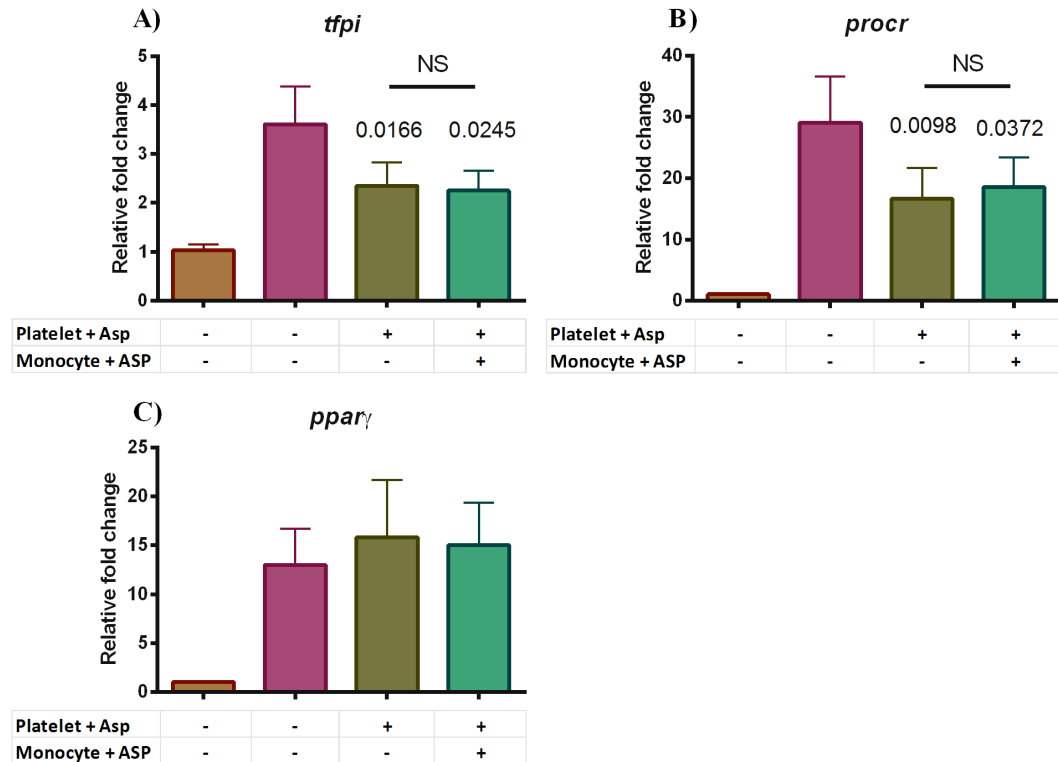 A) tfpi
Relative fold change
5
4
3
2
1
0
NS
0.0166 0.0245
Platelet + Asp - - + +
Monocyte + ASP - - - +
B) procr
Relative fold change
40
30
20
10
0
NS
0.0098 0.0372
Platelet + Asp - - + +
Monocyte + ASP - - - +
C) pparγ
Relative fold change
25
20
15
10
5
0
Platelet + Asp - - + +
Monocyte + ASP - - - +